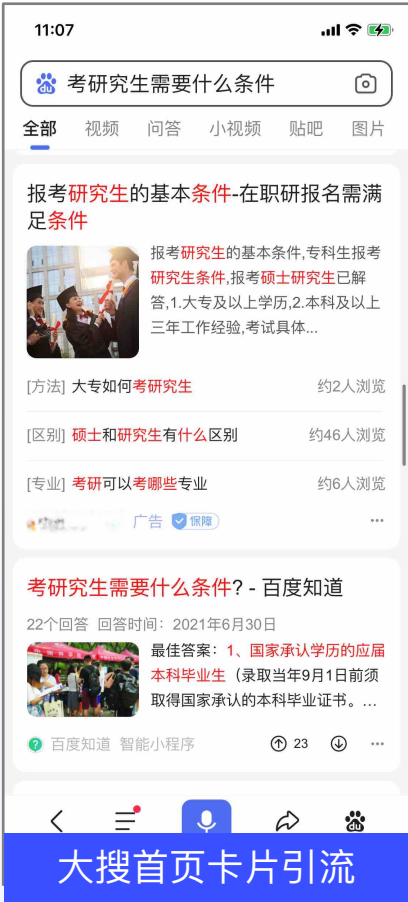 11:07
考研究生需要什么条件
全部 视频 问答 小视频 贴吧 图片
报考研究生的基本条件-在职研报名需满
足条件
报考研究生的基本条件,专科生报考
研究生条件,报考硕士研究生已解
答,1.大专及以上学历,2.本科及以上
三年工作经验,考试具体...
[方法] 大专如何考研究生 约2人浏览
[区别] 硕士和研究生有什么区别 约46人浏览
[专业] 考研可以考哪些专业 约6人浏览
广告 保障
考研究生需要什么条件? - 百度知道
22个回答 回答时间：2021年6月30日
最佳答案：1、国家承认学历的应届
本科毕业生（录取当年9月1日前须
取得国家承认的本科毕业证书。...
百度知道 智能小程序 23
du
大搜首页卡片引流